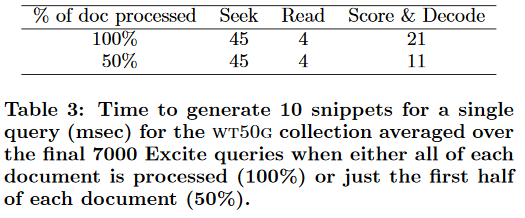 % of doc processed Seek Read Score & Decode
100% 45 4 21
50% 45 4 11
Table 3: Time to generate 10 snippets for a single
query (msec) for the WT50G collection averaged over
the final 7000 Excite queries when either all of each
document is processed (100%) or just the first half
of each document (50%).